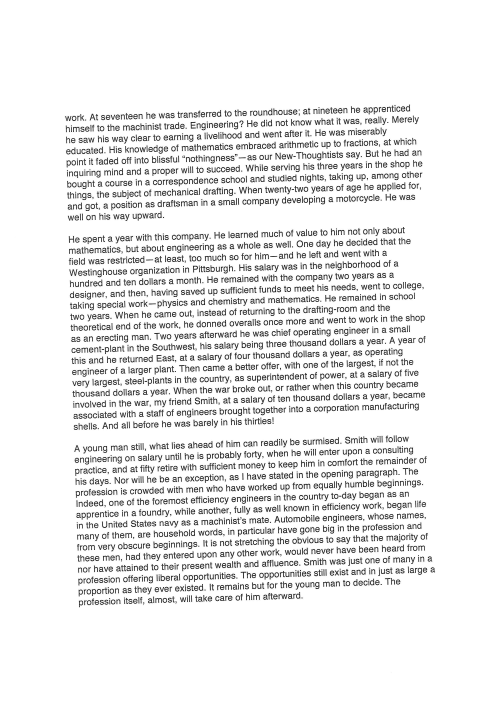 work. At seventeen he was transferred to the roundhouse; at nineteen he apprenticed
himself to the machinist trade. Engineering? He did not know what it was, really. Merely
he saw his way clear to earning a livelihood and went after it. He was miserably
educated. His knowledge of mathematics embraced arithmetic up to fractions, at which
point it faded off into blissful “nothingness”—as our New-Thoughtists say. But he had an
inquiring mind and a proper will to succeed. While serving his three years in the shop he
bought a course in a correspondence school and studied nights, taking up, among other
things, the subject of mechanical drafting. When twenty-two years of age he applied for,
and got, a position as draftsman in a small company developing a motorcycle. He was
well on his way upward.
He spent a year with this company. He learned much of value to him not only about
mathematics, but about engineering as a whole as well. One day he decided that the
field was restricted—at least, too much so for him—and he left and went with a
Westinghouse organization in Pittsburgh. His salary was in the neighborhood of a
hundred and ten dollars a month. He remained with the company two years as a
designer, and then, having saved up sufficient funds to meet his needs, went to college,
taking special work—physics and chemistry and mathematics. He remained in school
two years. When he came out, instead of returning to the drafting-room and the
theoretical end of the work, he donned overalls once more and went to work in the shop
as an erecting man. Two years afterward he was chief operating engineer in a small
cement-plant in the Southwest, his salary being three thousand dollars a year. A year of
this and he returned East, at a salary of four thousand dollars a year, as operating
engineer of a larger plant. Then came a better offer, with one of the largest, if not the
very largest, steel-plants in the country, as superintendent of power, at a salary of five
thousand dollars a year. When the war broke out, or rather when this country became
involved in the war, my friend Smith, at a salary of ten thousand dollars a year, became
associated with a staff of engineers brought together into a corporation manufacturing
shells. And all before he was barely in his thirties!
A young man still, what lies ahead of him can readily be surmised. Smith will follow
engineering on salary until he is probably forty, when he will enter upon a consulting
practice, and at fifty retire with sufficient money to keep him in comfort the remainder of
his days. Nor will he be an exception, as I have stated in the opening paragraph. The
profession is crowded with men who have worked up from equally humble beginnings.
Indeed, one of the foremost efficiency engineers in the country to-day began as an
apprentice in a foundry, while another, fully as well known in efficiency work, began life
in the United States navy as a machinist’s mate. Automobile engineers, whose names,
many of them, are household words, in particular have gone big in the profession and
from very obscure beginnings. It is not stretching the obvious to say that the majority of
these men, had they entered upon any other work, would never have been heard from
nor have attained to their present wealth and affluence. Smith was just one of many in a
profession offering liberal opportunities. The opportunities still exist and in just as large a
proportion as they ever existed. It remains but for the young man to decide. The
profession itself, almost, will take care of him afterward.